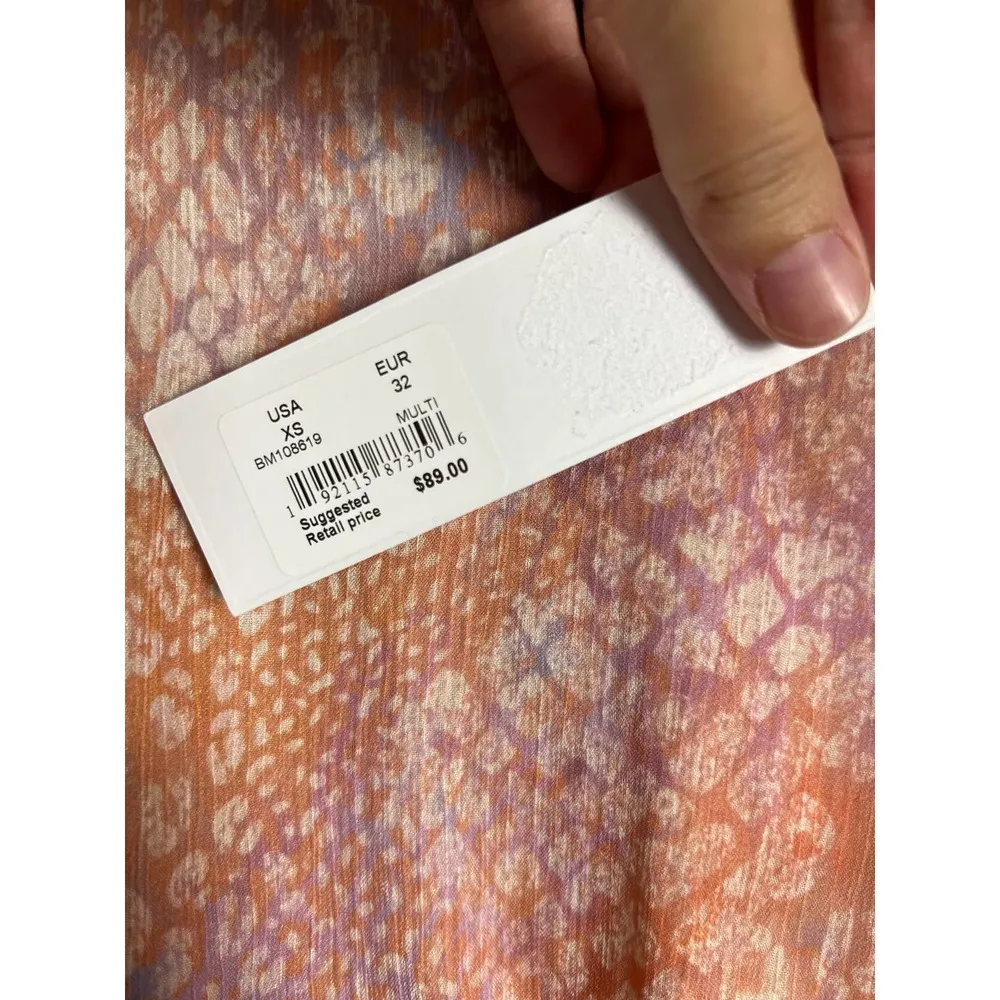 USA EUR
XS 32
BM108619 MULTI
1 92115 87370 6
Suggested
Retail price
$89.00